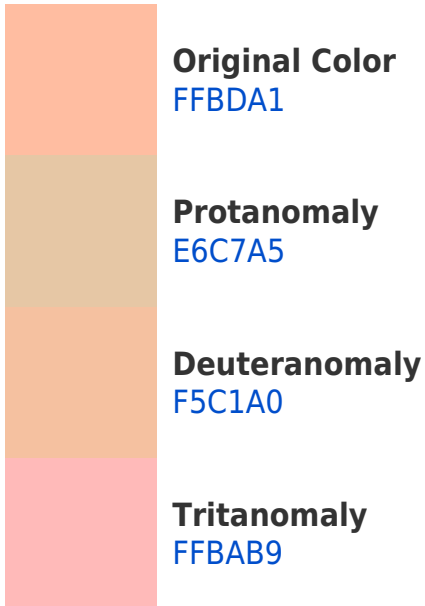 Original Color
FFBDA1
Protanomaly
E6C7A5
Deuteranomaly
F5C1A0
Tritanomaly
FFBAB9